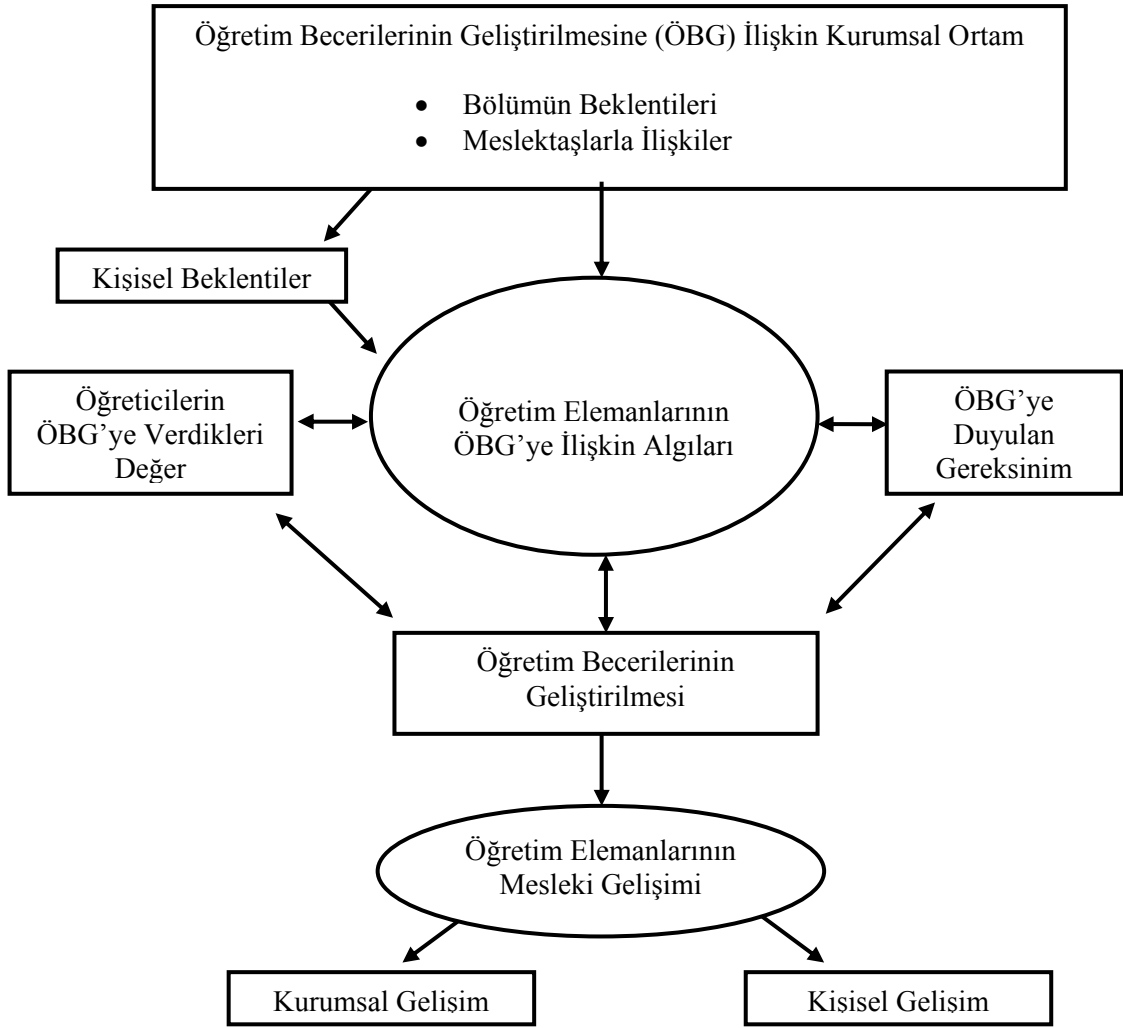 Öğretim Becerilerinin Geliştirilmesine (ÖBG) İlişkin Kurumsal Ortam
• Bölümün Beklentileri
• Meslektaşlarla İlişkiler
Kişisel Beklentiler
Öğreticilerin
ÖBG’ye Verdikleri
Değer
Öğretim Elemanlarının
ÖBG’ye İlişkin Algıları
ÖBG’ye
Duyulan
Gereksinim
Öğretim Becerilerinin
Geliştirilmesi
Öğretim Elemanlarının
Mesleki Gelişimi
Kurumsal Gelişim
Kişisel Gelişim